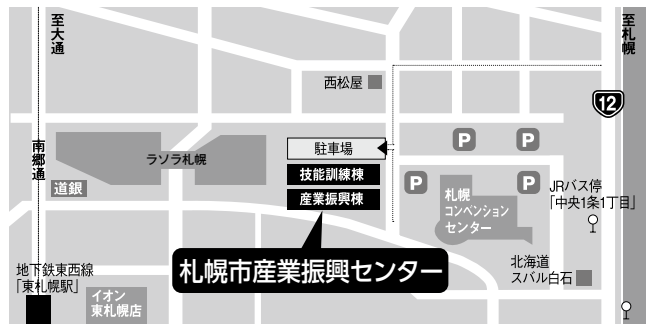 至大通
至札幌
西松屋
12
南郷通
ラソラ札幌
駐車場
P
P
技能訓練棟
道銀
産業振興棟
P
P
札幌
コンベンション
センター
JRバス停
「中央1条1丁目」
札幌市産業振興センター
地下鉄東西線
「東札幌駅」
イオン
東札幌店
北海道
スバル白石